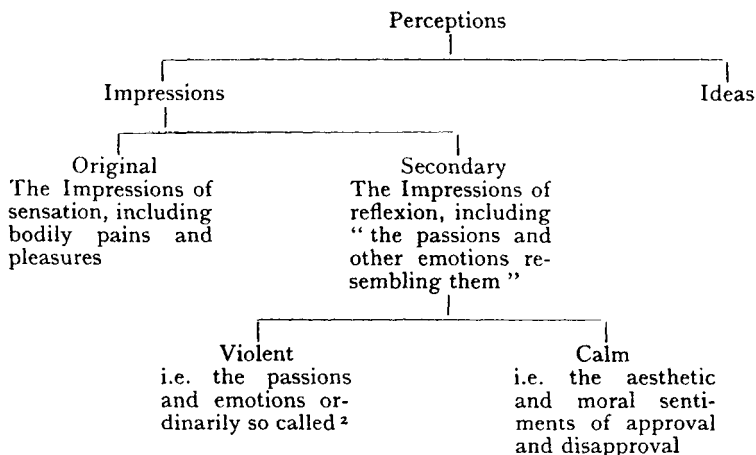 Perceptions
Impressions
Ideas
Original
The Impressions of
sensation, including
bodily pains and
pleasures
Secondary
The Impressions of
reflexion, including
“ the passions and
other emotions re-
sembling them ”
Violent
i.e. the passions
and emotions or-
dinarily so called ²
Calm
i.e. the aesthetic
and moral senti-
ments of approval
and disapproval